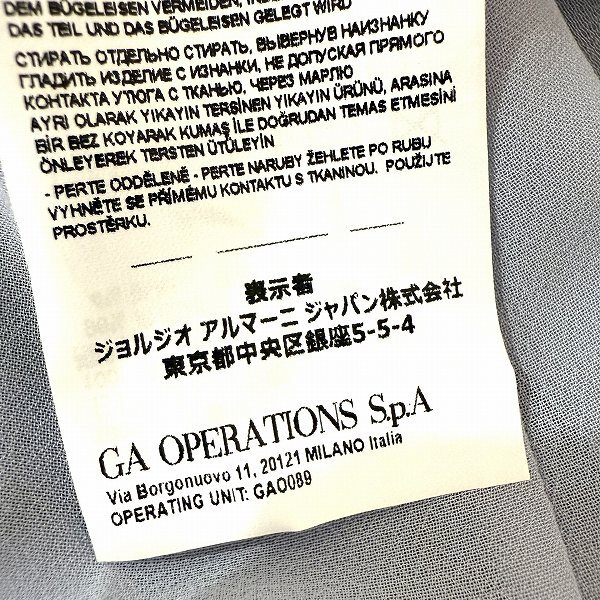 DEM BÜGELEISEN VERMEIDEN,
DAS TEIL UND DAS BÜGELEISEN GELEGT WIRD
СТИРАТЬ ОТДЕЛЬНО СТИРАТЬ, ВЫВЕРНУВ НАИЗНАНКУ
ГЛАДИТЬ ИЗДЕЛИЕ С ИЗНАНКИ, НЕ ДОПУСКАЯ ПРЯМОГО
КОНТАКТА УТЮГА С ТКАНЬЮ, ЧЕРЕЗ МАРЛЮ
AYRI OLARAK YIKAYIN TERSİNEN YIKAYIN ÜRÜNÜ, ARASINA
BİR BEZ KOYARAK KUMAŞ İLE DOĞRUDAN TEMAS ETMESİNİ
ÖNLEYEREK TERSTEN ÜTÜLEYİN
- PERTE ODDĚLENĚ - PERTE NARUBY ŽEHLETE PO RUBU
VYHNĚTE SE PŘÍMÉMU KONTAKTU S TKANINOU. POUŽIJTE
PROSTĚRKU.
表示者
ジョルジオ アルマーニ ジャパン株式会社
東京都中央区銀座5-5-4
GA OPERATIONS S.p.A
Via Borgonuovo 11, 20121 MILANO Italia
OPERATING UNIT: GAO089